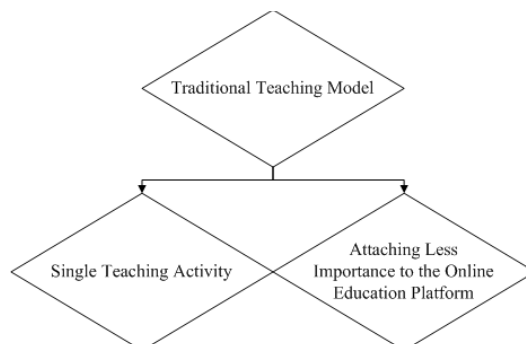 Traditional Teaching Model
Single Teaching Activity
Attaching Less
Importance to the Online
Education Platform